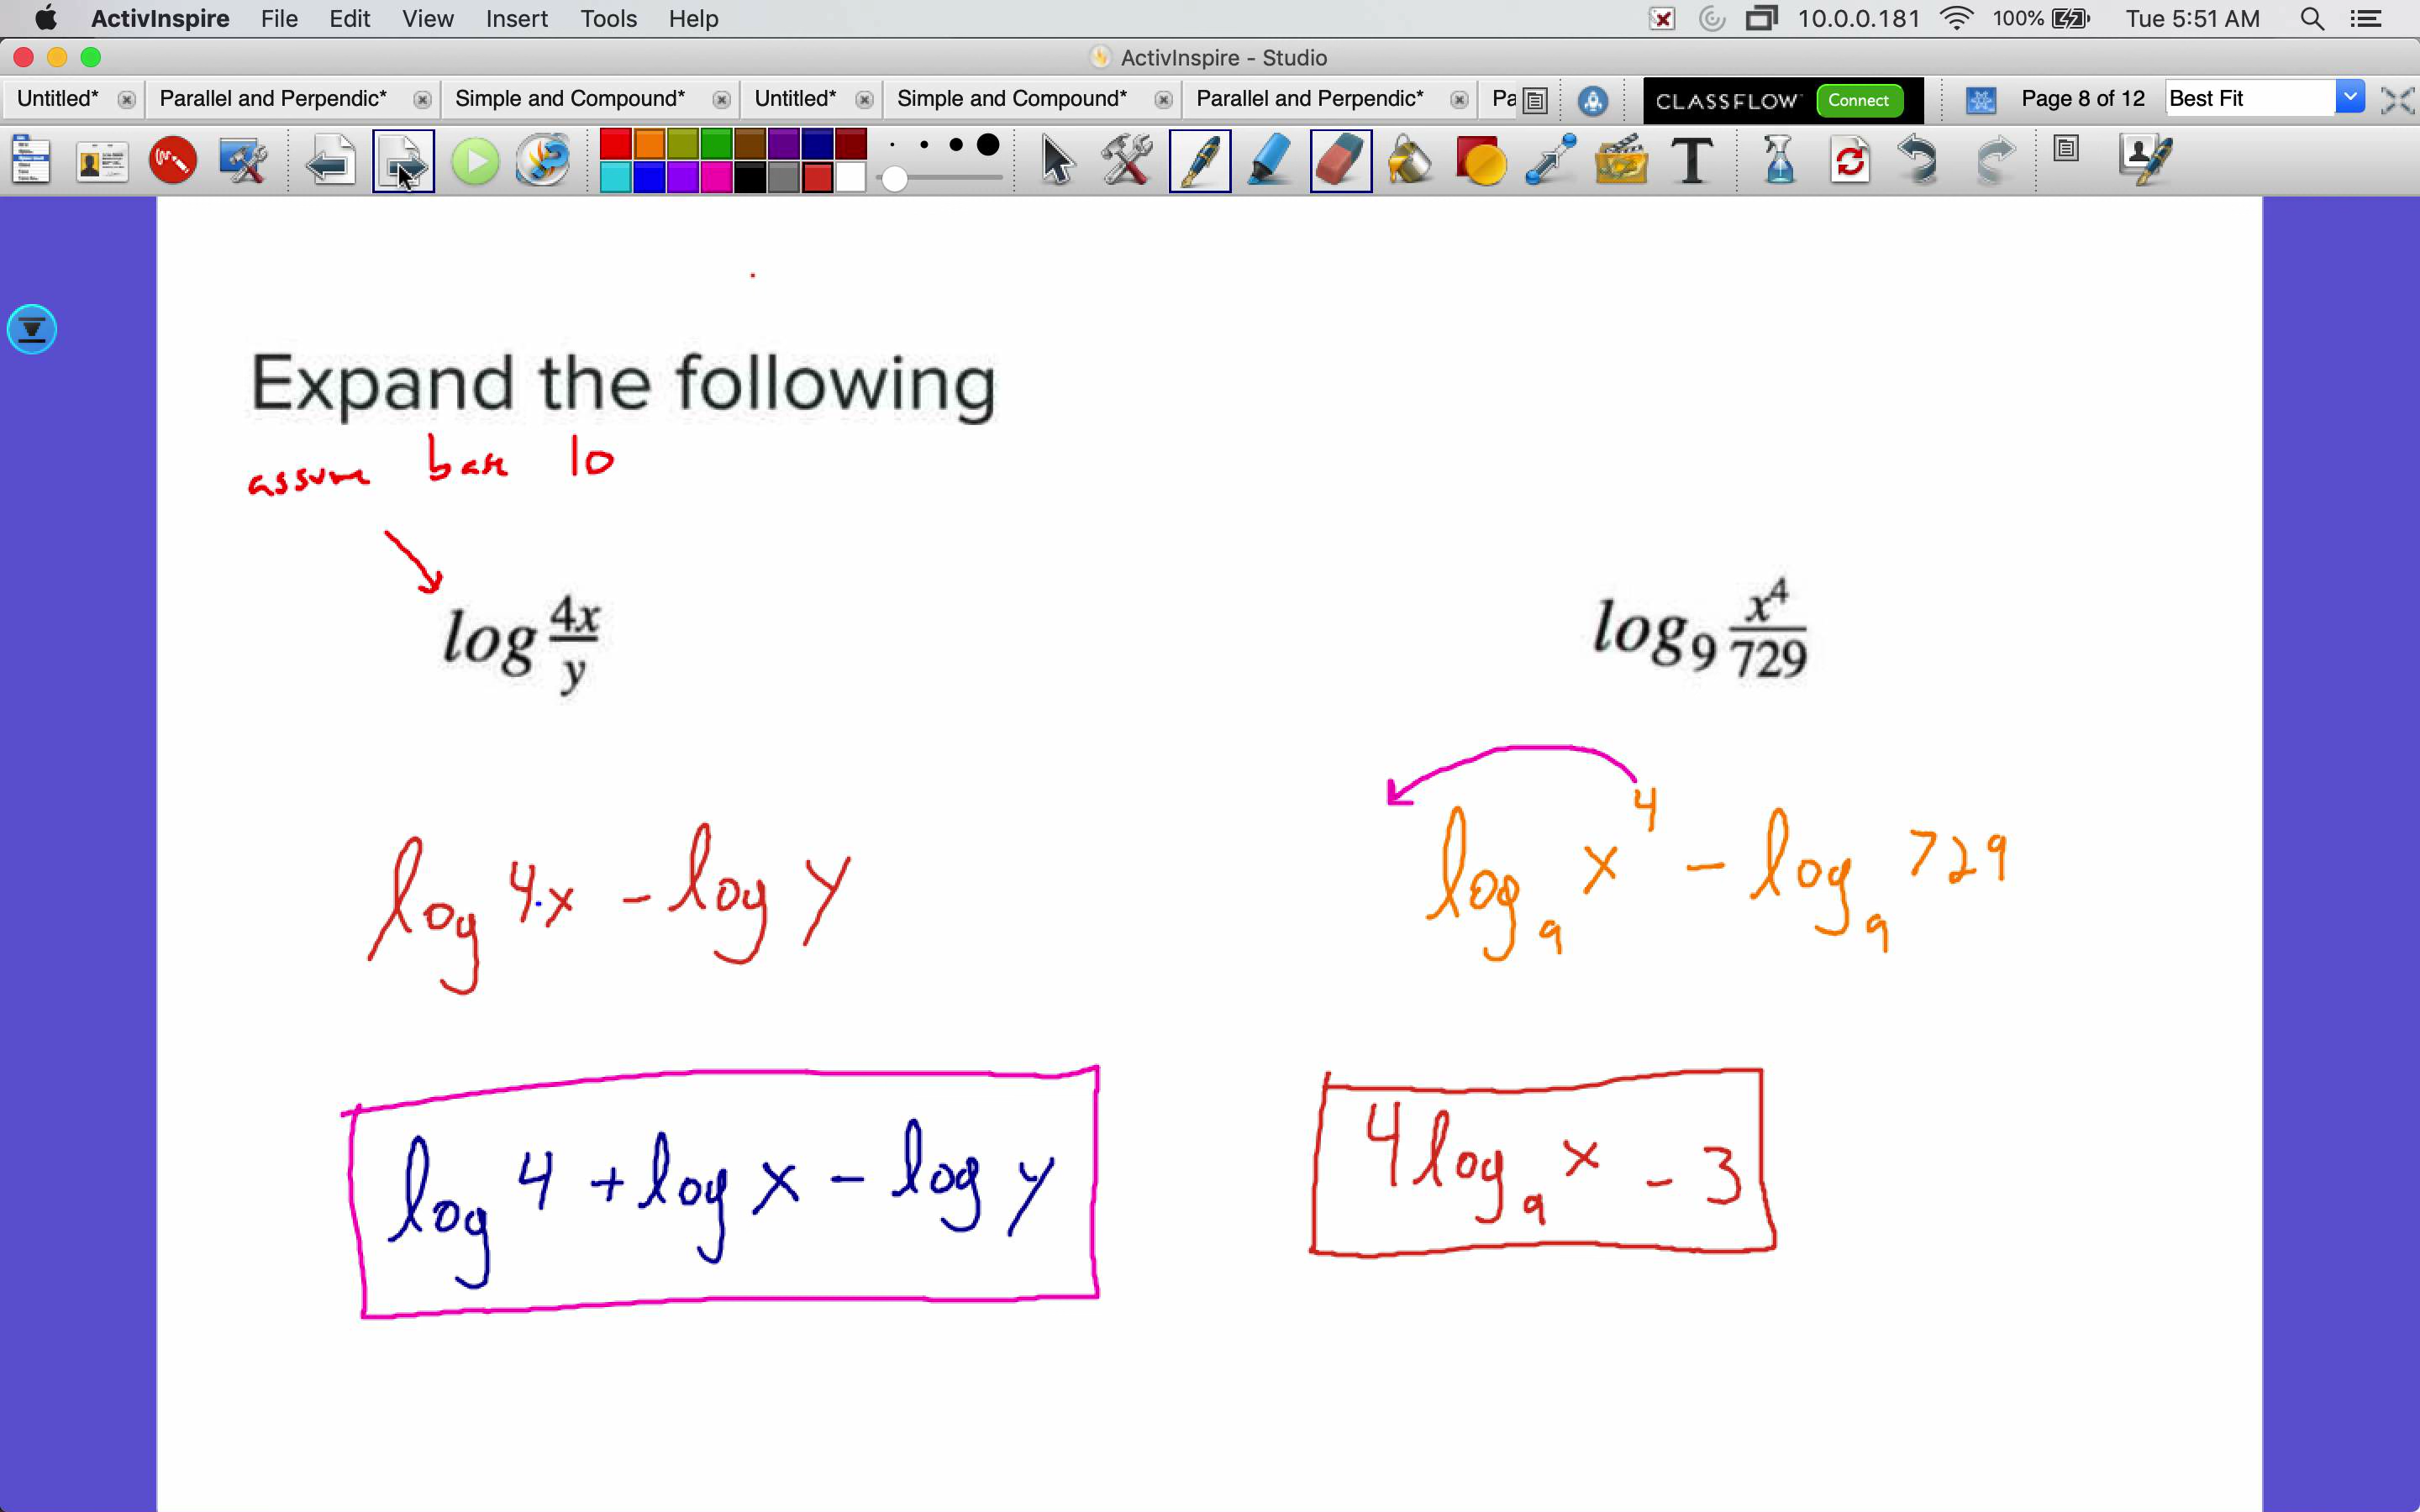 ActivInspire File Edit View Insert Tools Help 10.0.0.181 100% Tue 5:51 AM
ActivInspire - Studio
Untitled* Parallel and Perpendic* Simple and Compound* Untitled* Simple and Compound* Parallel and Perpendic* Pa CLASSFLOW Connect Page 8 of 12 Best Fit
T
Expand the following
assume base 10
log 4x/y
log₉ x⁴/729
log 4·x - log y
log₉ x⁴ - log₉ 729
log 4 + log x - log y
4 log₉ x - 3